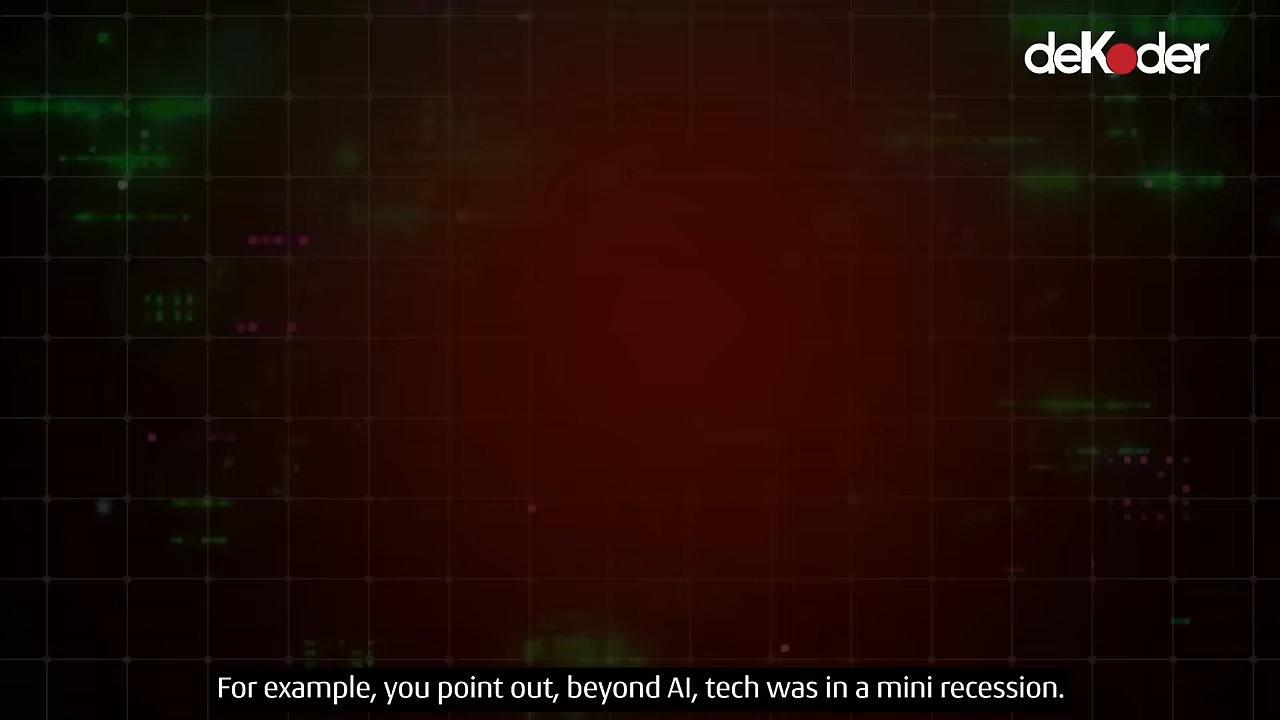 deKoder
For example, you point out, beyond AI, tech was in a mini recession.